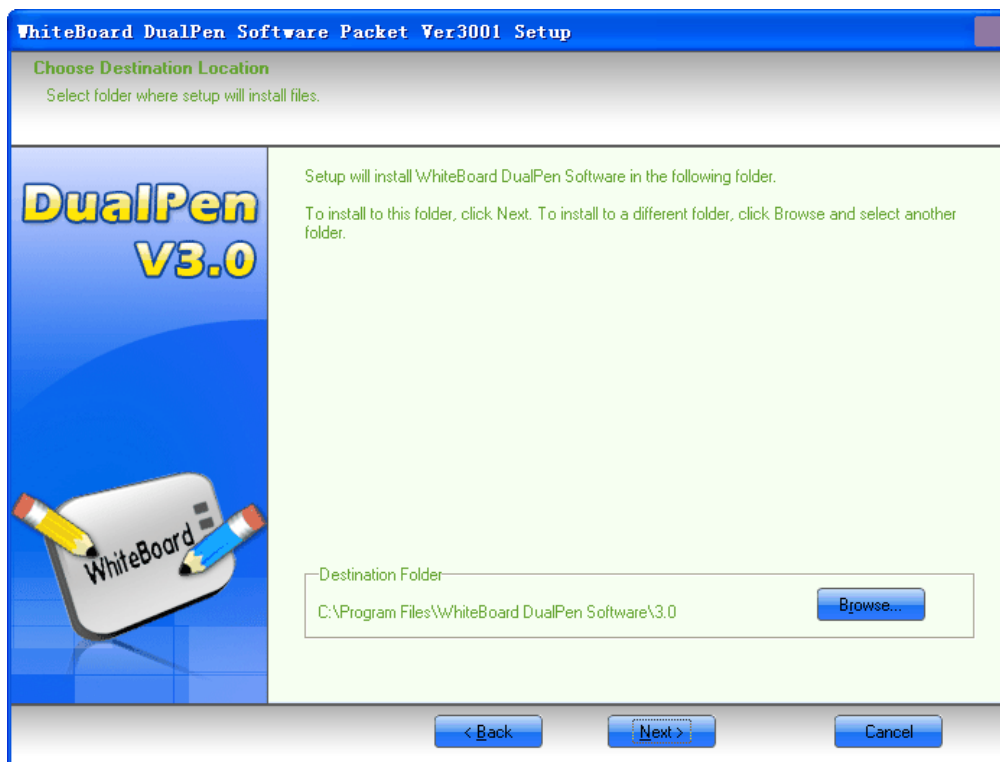 WhiteBoard DualPen Software Packet Ver3001 Setup
Choose Destination Location
Select folder where setup will install files.
DualPen
V3.0
WhiteBoard
Setup will install WhiteBoard DualPen Software in the following folder.
To install to this folder, click Next. To install to a different folder, click Browse and select another
folder.
Destination Folder
C:\Program Files\WhiteBoard DualPen Software\3.0
Browse...
< Back
Next >
Cancel